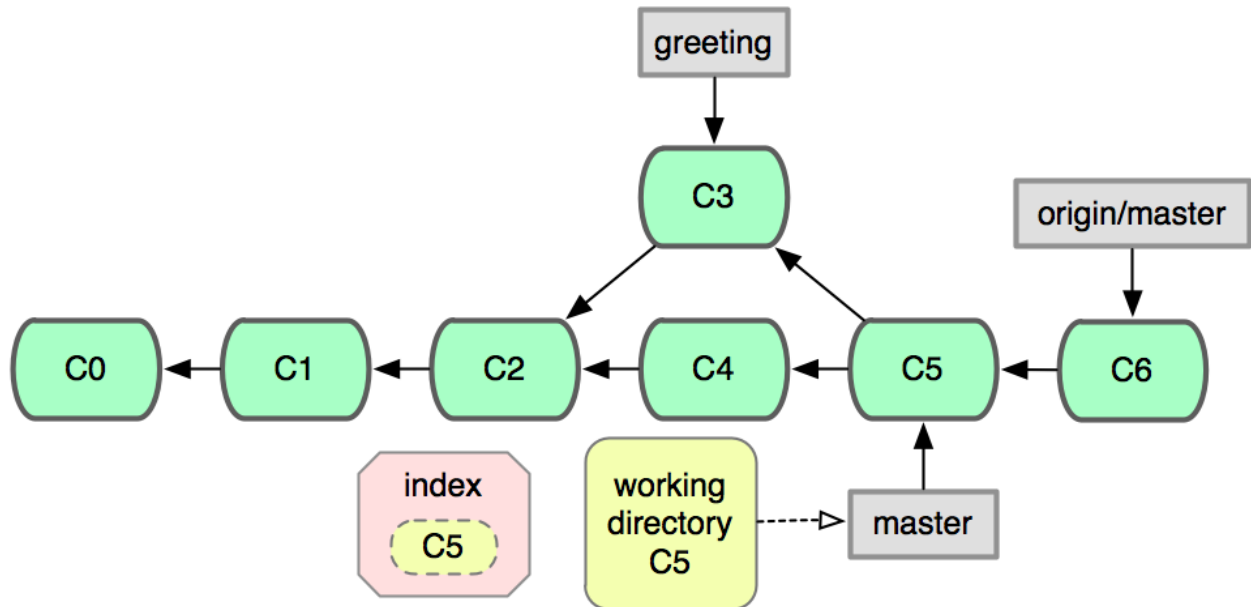 greeting
C3
origin/master
C0
C1
C2
C4
C5
C6
index
C5
working
directory
C5
master